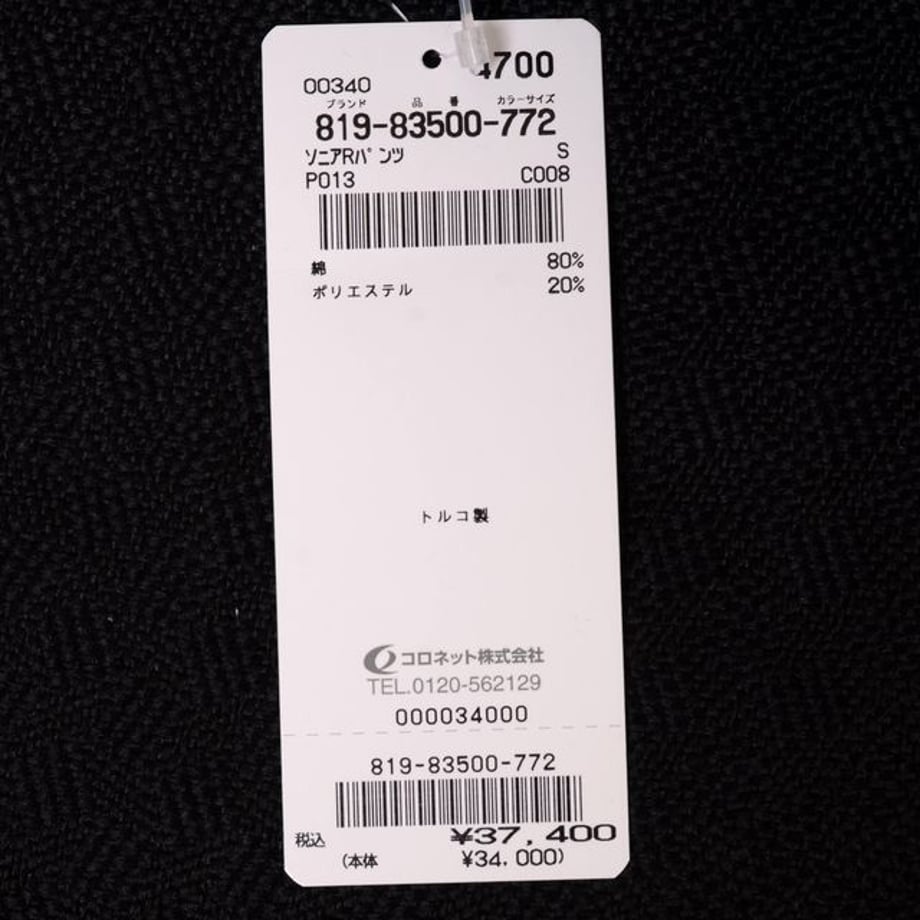 4700
00340
ブランド 品番 カラーサイズ
819-83500-772
ソニアRパンツ S
P013 C008
綿 80%
ポリエステル 20%
トルコ製
コロネット株式会社
TEL.0120-562129
000034000
819-83500-772
税込 ¥37,400
(本体 ¥34,000)